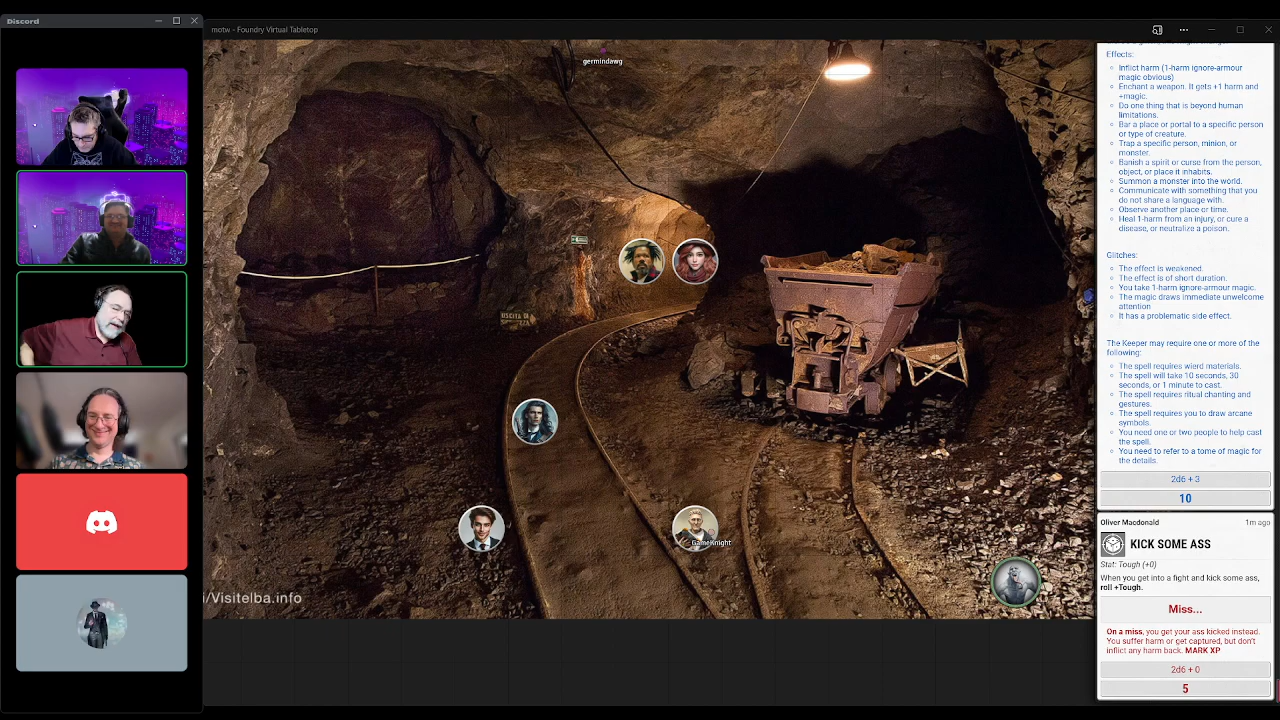 Discord
motw - Foundry Virtual Tabletop
germindawg
USCITA DI
GameKnight
i/Visitelba.info
Effects:
Inflict harm (1-harm ignore-armour
magic obvious)
Enchant a weapon. It gets +1 harm and
+magic.
Do one thing that is beyond human
limitations.
Bar a place or portal to a specific person
or type of creature.
Trap a specific person, minion, or
monster.
Banish a spirit or curse from the person,
object, or place it inhabits.
Summon a monster into the world.
Communicate with something that you
do not share a language with.
Observe another place or time.
Heal 1-harm from an injury, or cure a
disease, or neutralize a poison.
Glitches:
The effect is weakened.
The effect is of short duration.
You take 1-harm ignore-armour magic.
The magic draws immediate unwelcome
attention
It has a problematic side effect.
The Keeper may require one or more of the
following:
The spell requires wierd materials.
The spell will take 10 seconds, 30
seconds, or 1 minute to cast.
The spell requires ritual chanting and
gestures.
The spell requires you to draw arcane
symbols.
You need one or two people to help cast
the spell.
You need to refer to a tome of magic for
the details.
2d6 + 3
10
Oliver Macdonald 1m ago
KICK SOME ASS
Stat: Tough (+0)
When you get into a fight and kick some ass,
roll +Tough.
Miss...
On a miss, you get your ass kicked instead.
You suffer harm or get captured, but don't
inflict any harm back. MARK XP
2d6 + 0
5